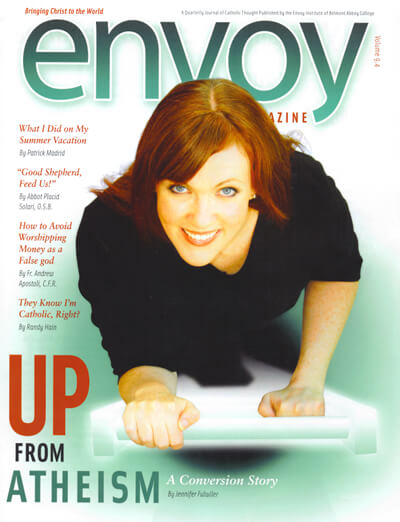 Bringing Christ to the World
A Quarterly Journal of Catholic Thought Published by the Envoy Institute of Belmont Abbey College
envoy
AZINE
Volume 9.4
What I Did on My
Summer Vacation
By Patrick Madrid
“Good Shepherd,
Feed Us!”
By Abbot Placid
Solari, O.S.B.
How to Avoid
Worshipping
Money as a
False god
By Fr. Andrew
Apostoli, C.F.R.
They Know I'm
Catholic, Right?
By Randy Hain
UP
FROM
ATHEISM
A Conversion Story
By Jennifer Fulwiler